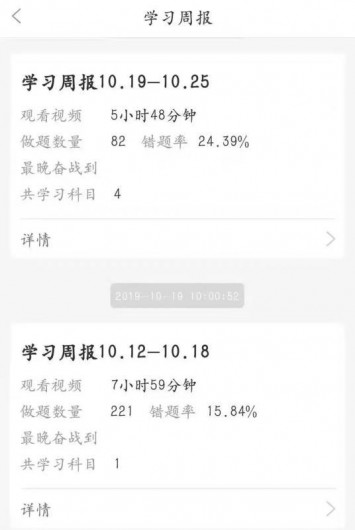 学习周报
学习周报10.19—10.25
观看视频 5小时48分钟
做题数量 82 错题率 24.39%
最晚奋战到
共学习科目 4
详情
2019-10-19 10:00:52
学习周报10.12—10.18
观看视频 7小时59分钟
做题数量 221 错题率 15.84%
最晚奋战到
共学习科目 1
详情